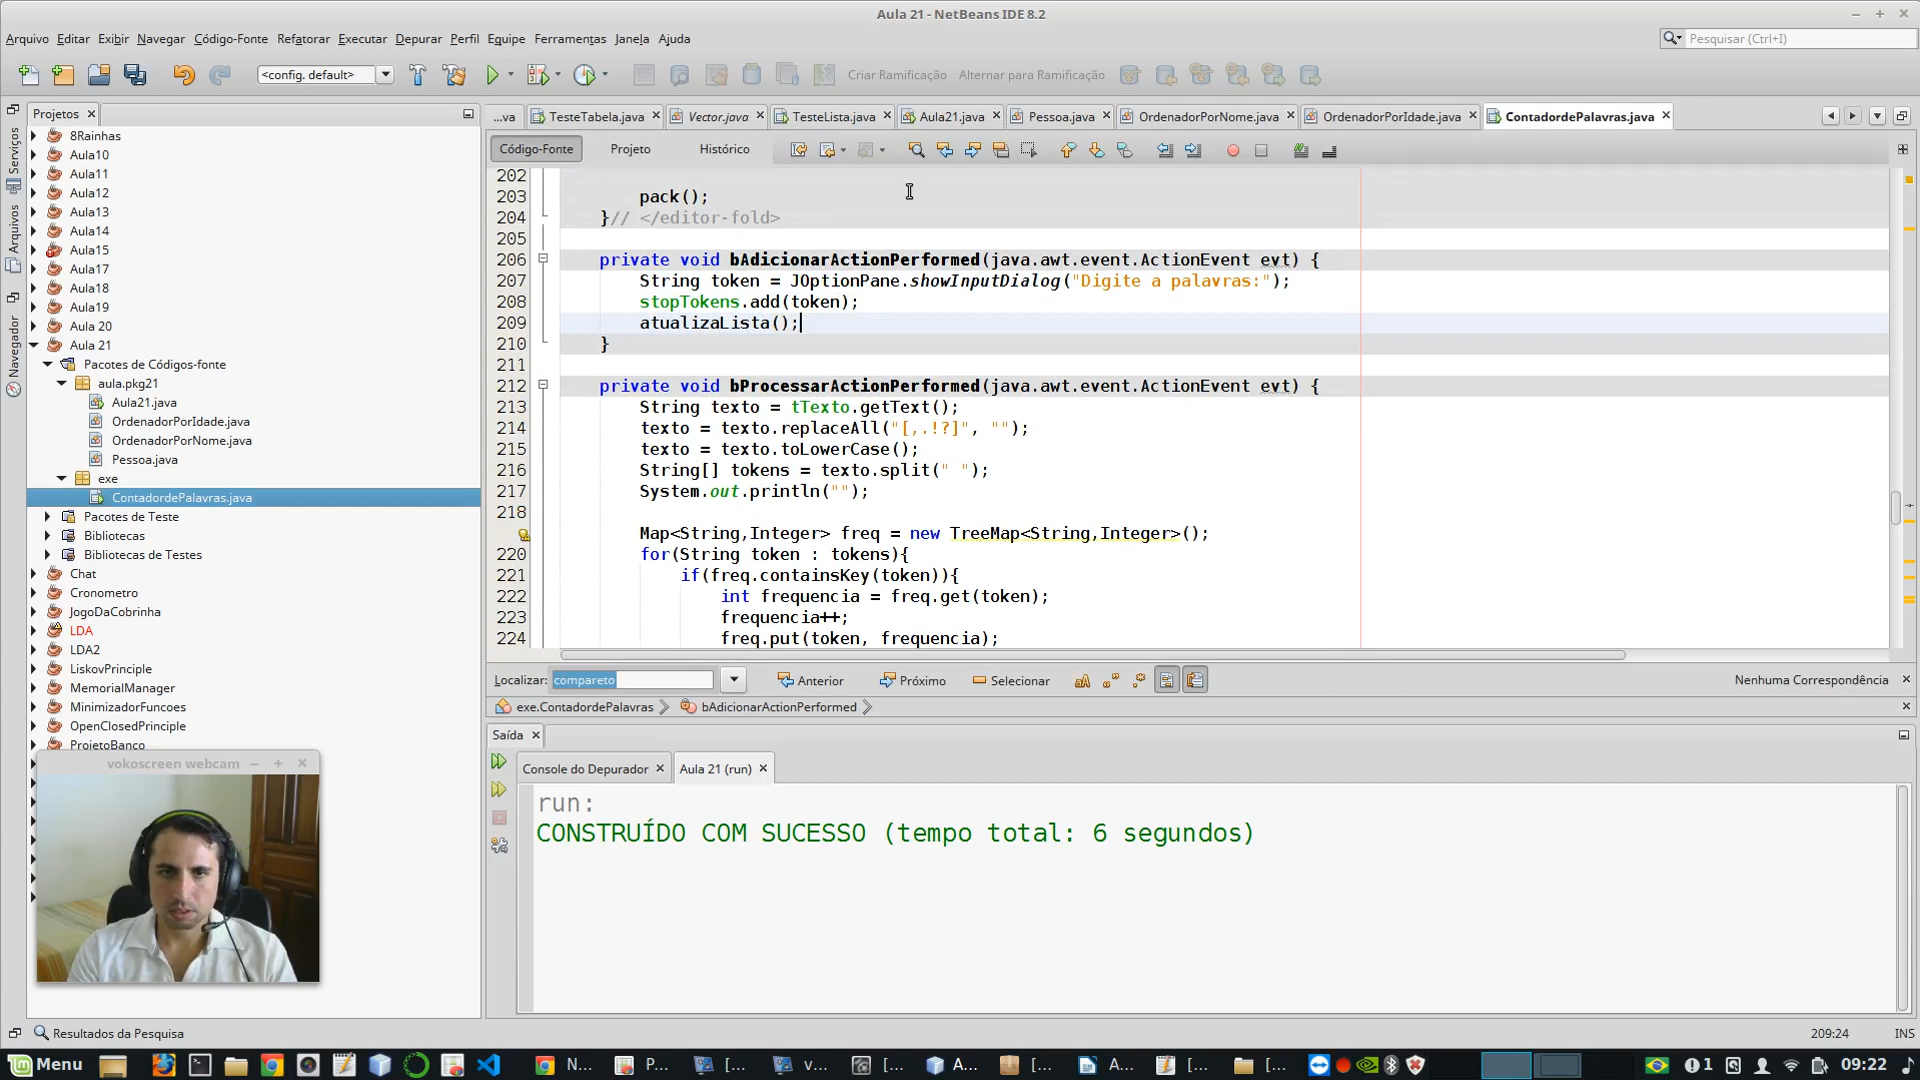 Aula 21 - NetBeans IDE 8.2
Arquivo Editar Exibir Navegar Código-Fonte Refatorar Executar Depurar Perfil Equipe Ferramentas Janela Ajuda
Pesquisar (Ctrl+I)
<config. default>
Criar Ramificação Alternar para Ramificação
Projetos
...va TesteTabela.java Vector.java TesteLista.java Aula21.java Pessoa.java OrdenadorPorNome.java OrdenadorPorIdade.java ContadordePalavras.java
Código-Fonte Projeto Histórico
Serviços
Arquivos
Navegador
8Rainhas
Aula10
Aula11
Aula12
Aula13
Aula14
Aula15
Aula17
Aula18
Aula19
Aula 20
Aula 21
Pacotes de Códigos-fonte
aula.pkg21
Aula21.java
OrdenadorPorIdade.java
OrdenadorPorNome.java
Pessoa.java
exe
ContadordePalavras.java
Pacotes de Teste
Bibliotecas
Bibliotecas de Testes
Chat
Cronometro
JogoDaCobrinha
LDA
LDA2
LiskovPrinciple
MemorialManager
MinimizadorFuncoes
OpenClosedPrinciple
ProjetoBanco
vokoscreen webcam
202
203 pack();
204 }// </editor-fold>
205
206 private void bAdicionarActionPerformed(java.awt.event.ActionEvent evt) {
207 String token = JOptionPane.showInputDialog("Digite a palavras:");
208 stopTokens.add(token);
209 atualizaLista();
210 }
211
212 private void bProcessarActionPerformed(java.awt.event.ActionEvent evt) {
213 String texto = tTexto.getText();
214 texto = texto.replaceAll("[,.!?]", "");
215 texto = texto.toLowerCase();
216 String[] tokens = texto.split(" ");
217 System.out.println("");
218
Map<String,Integer> freq = new TreeMap<String,Integer>();
220 for(String token : tokens){
221 if(freq.containsKey(token)){
222 int frequencia = freq.get(token);
223 frequencia++;
224 freq.put(token, frequencia);
Localizar: compareto Anterior Próximo Selecionar Nenhuma Correspondência
exe.ContadordePalavras bAdicionarActionPerformed
Saída
Console do Depurador Aula 21 (run)
run:
CONSTRUÍDO COM SUCESSO (tempo total: 6 segundos)
Resultados da Pesquisa 209:24 INS
Menu N... P... [... v... [... A... [... A... [... [... 1 09:22